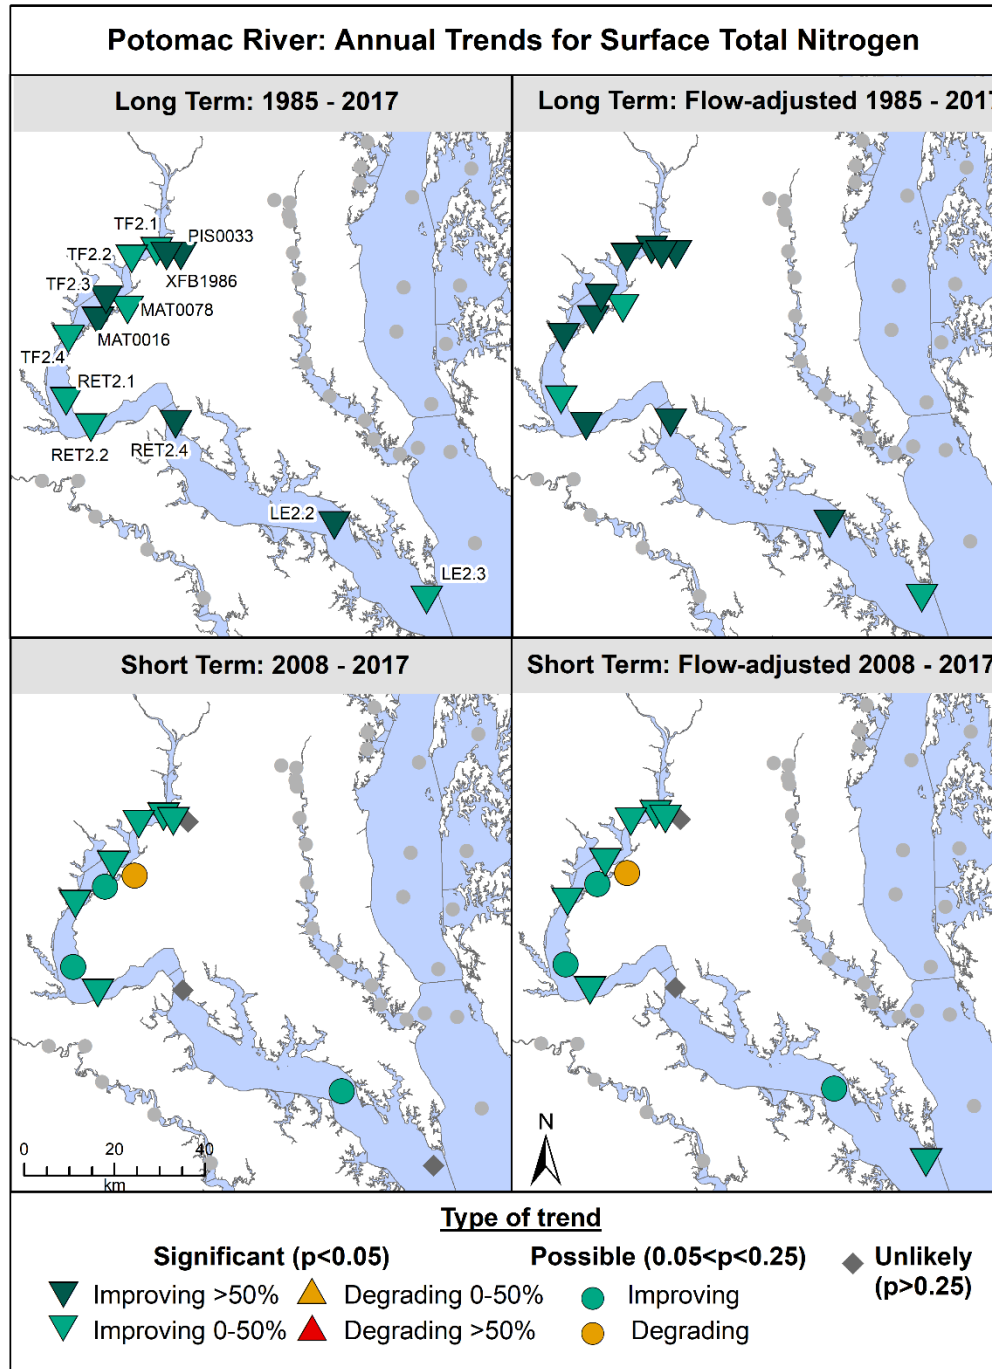 Potomac River: Annual Trends for Surface Total Nitrogen
Long Term: 1985 - 2017
Long Term: Flow-adjusted 1985 - 2017
TF2.1
PIS0033
TF2.2
XFB1986
TF2.3
MAT0078
MAT0016
TF2.4
RET2.1
RET2.2
RET2.4
LE2.2
LE2.3
Short Term: 2008 - 2017
Short Term: Flow-adjusted 2008 - 2017
0 20 40
km
N
Type of trend
Significant (p<0.05)
Possible (0.05<p<0.25)
Unlikely
(p>0.25)
Improving >50%
Degrading 0-50%
Improving
Improving 0-50%
Degrading >50%
Degrading